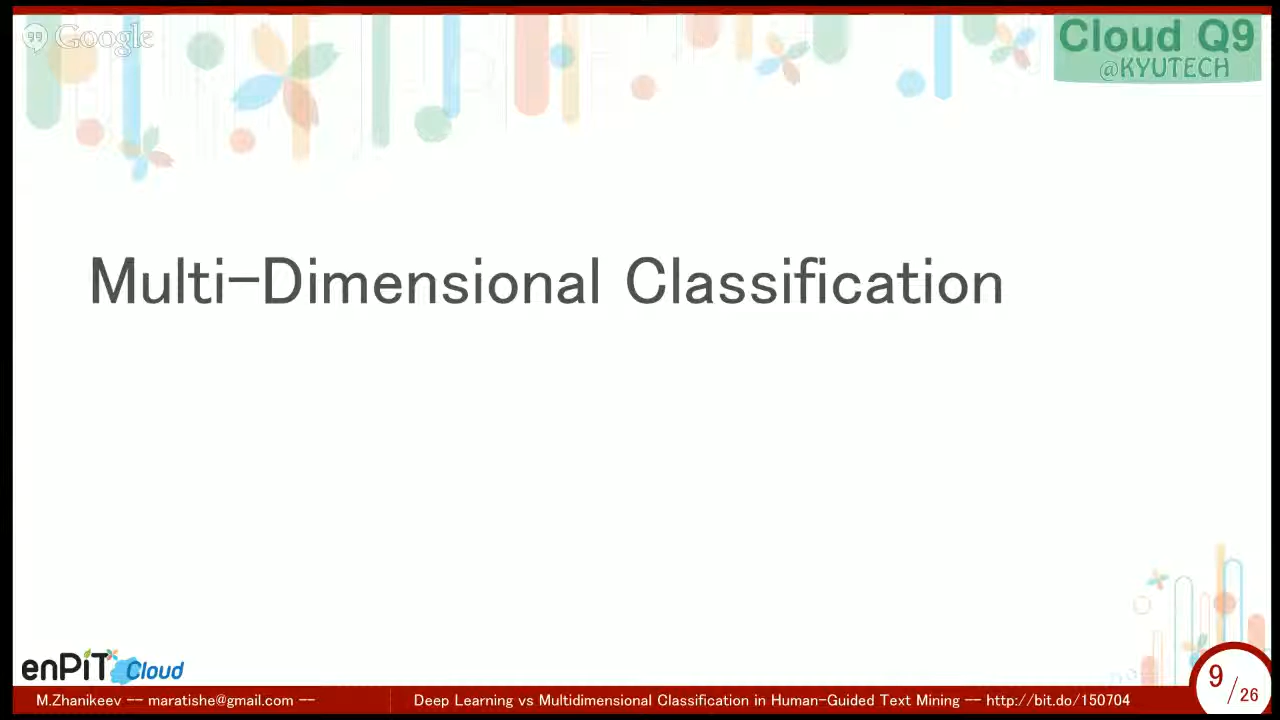 Google
Cloud Q9
@KYUTECH
Multi-Dimensional Classification
enPiT Cloud
M.Zhanikeev -- maratishe@gmail.com --
Deep Learning vs Multidimensional Classification in Human-Guided Text Mining -- http://bit.do/150704
9/26